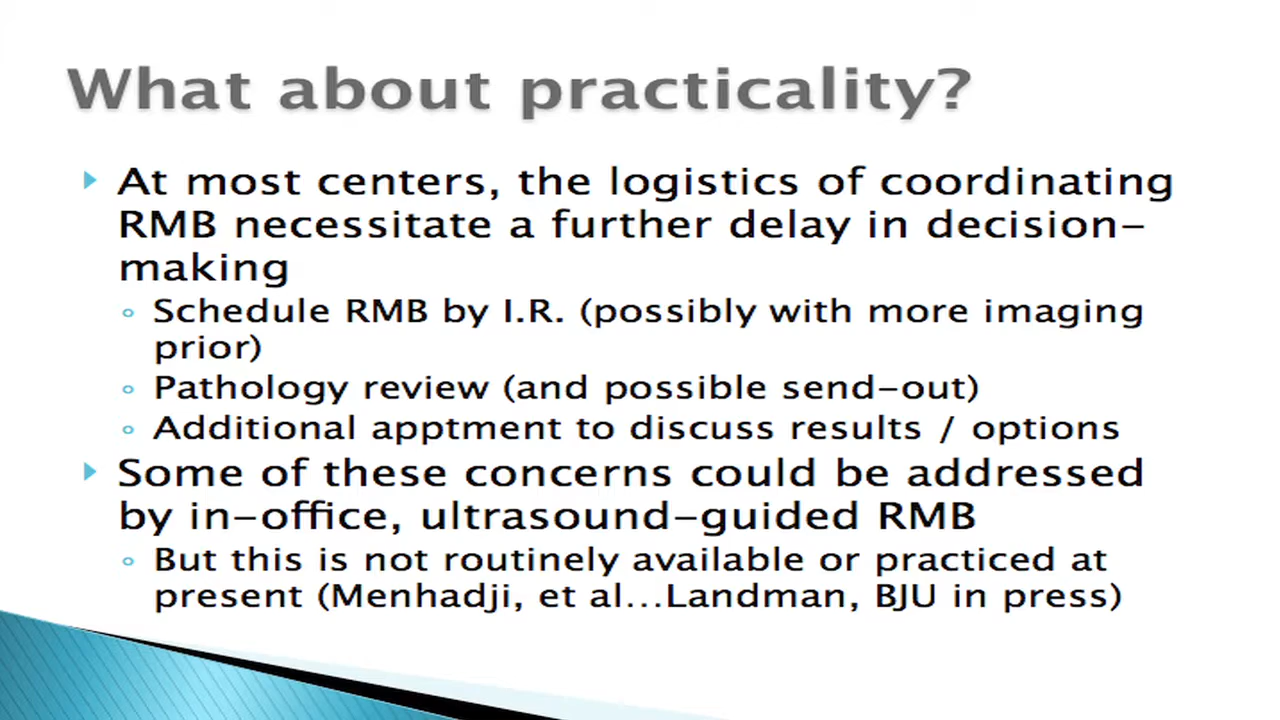 What about practicality?
At most centers, the logistics of coordinating
RMB necessitate a further delay in decision-
making
Schedule RMB by I.R. (possibly with more imaging
prior)
Pathology review (and possible send-out)
Additional apptment to discuss results / options
Some of these concerns could be addressed
by in-office, ultrasound-guided RMB
But this is not routinely available or practiced at
present (Menhadji, et al...Landman, BJU in press)